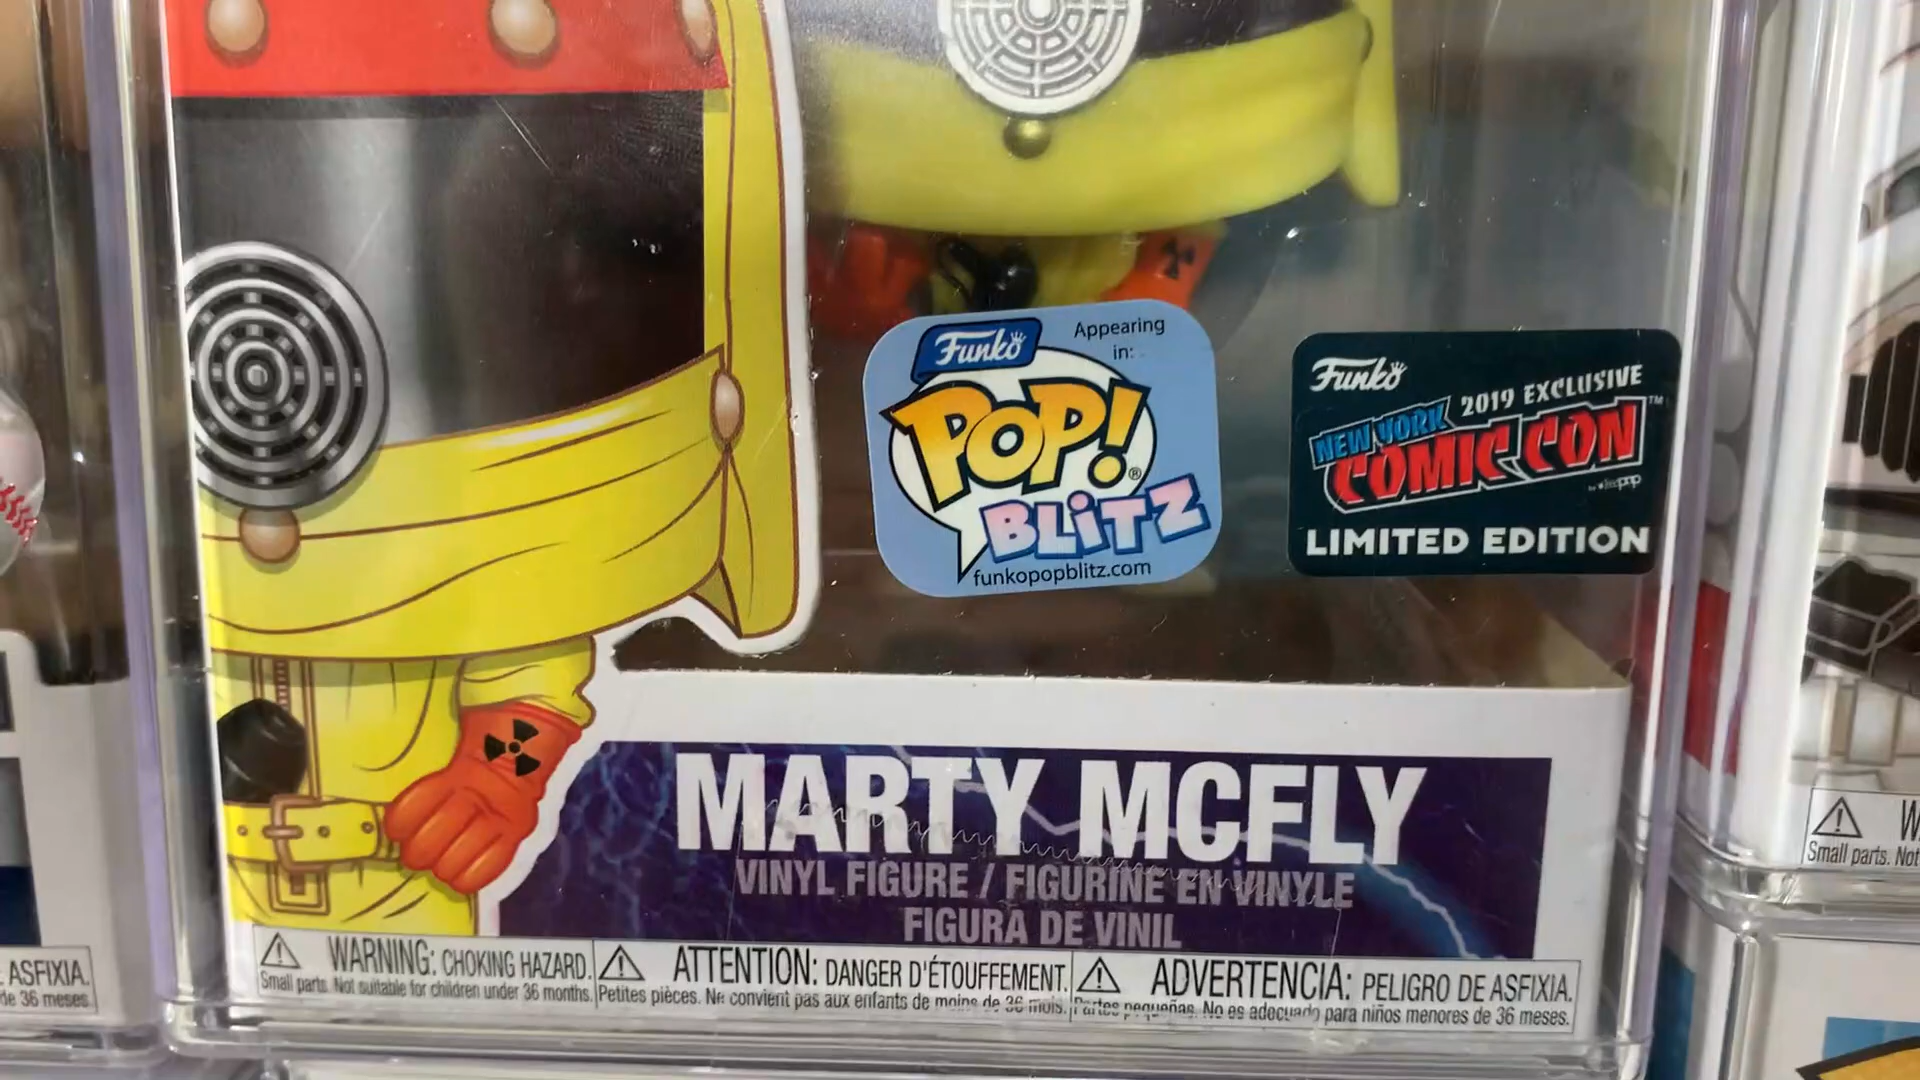 Funko
Appearing
in:
POP!®
BLITZ
funkopopblitz.com
Funko
2019 EXCLUSIVE
NEW YORK
COMIC CON™
LIMITED EDITION
MARTY MCFLY
VINYL FIGURE / FIGURINE EN VINYLE
FIGURA DE VINIL
WARNING: CHOKING HAZARD.
Small parts. Not suitable for children under 36 months.
ATTENTION: DANGER D'ÉTOUFFEMENT.
Petites pièces. Ne convient pas aux enfants de moins de 36 mois.
ADVERTENCIA: PELIGRO DE ASFIXIA.
Partes pequeñas. No es adecuado para niños menores de 36 meses.
ASFIXIA.
de 36 meses.
W
Small parts. Not